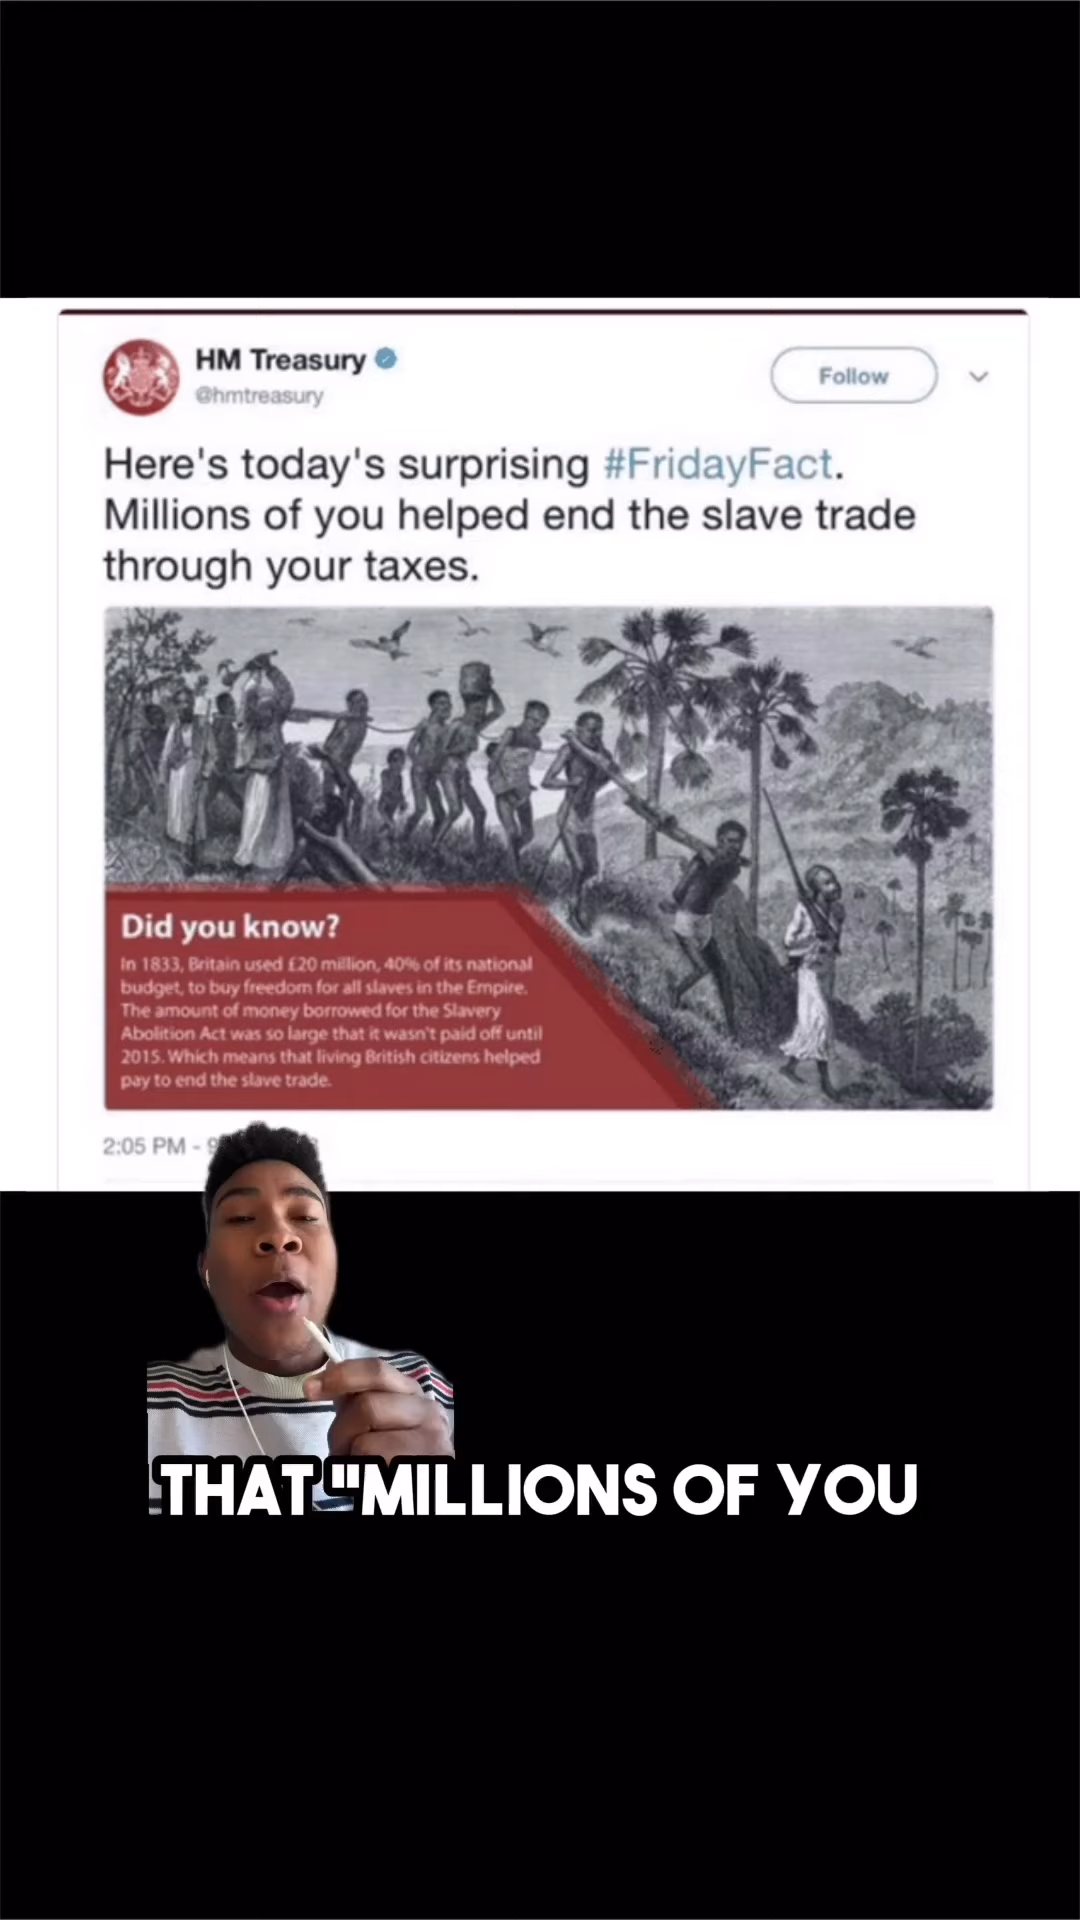 HM Treasury
@hmtreasury
Follow
Here's today's surprising #FridayFact.
Millions of you helped end the slave trade
through your taxes.
Did you know?
In 1833, Britain used £20 million, 40% of its national
budget, to buy freedom for all slaves in the Empire.
The amount of money borrowed for the Slavery
Abolition Act was so large that it wasn't paid off until
2015. Which means that living British citizens helped
pay to end the slave trade.
2:05 PM - 9
THAT "MILLIONS OF YOU